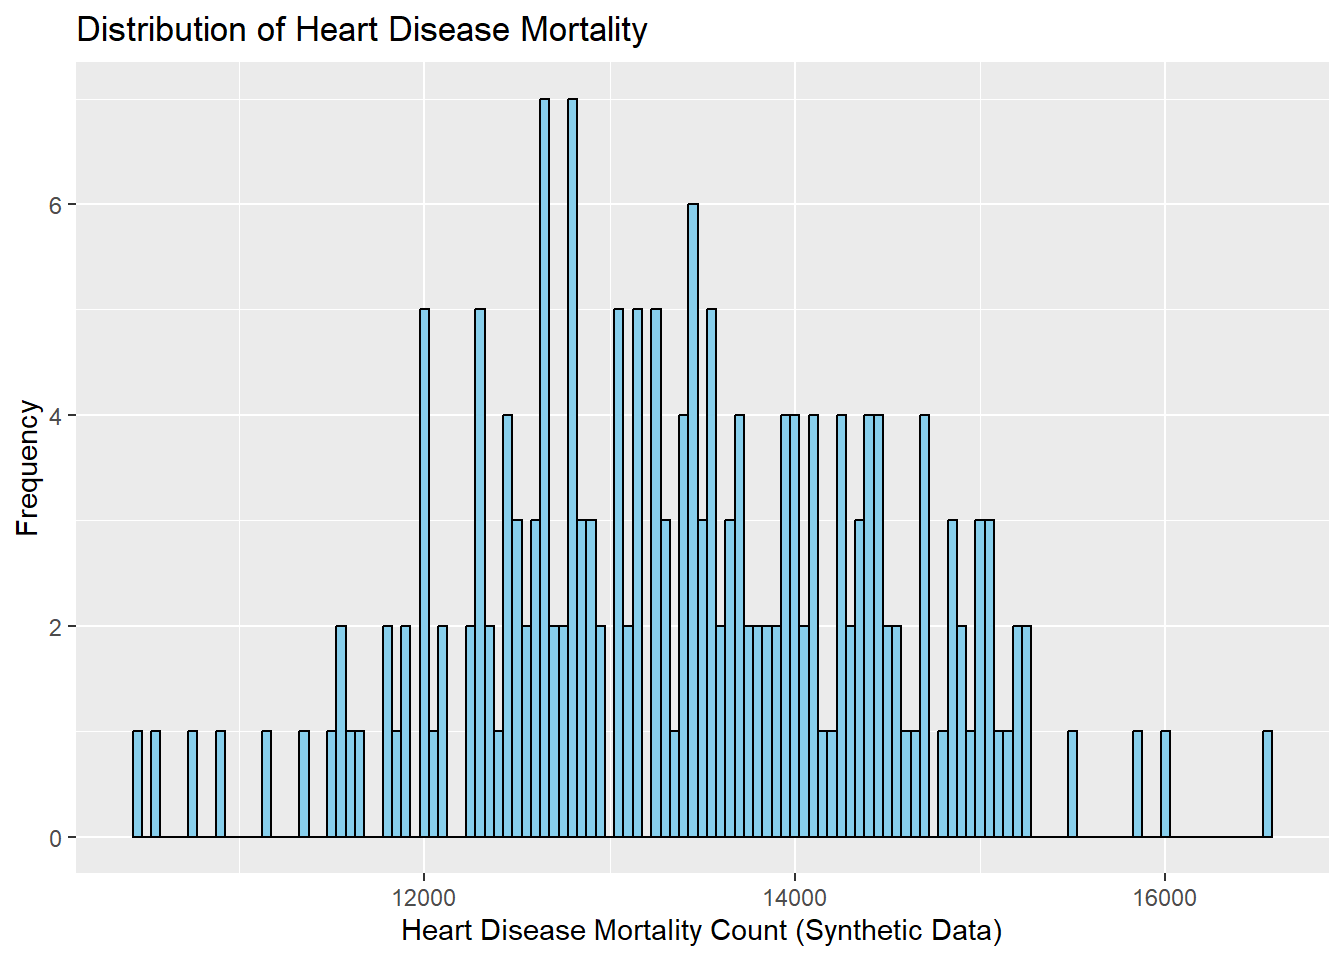 Distribution of Heart Disease Mortality
Frequency
6
4
2
0
12000 14000 16000
Heart Disease Mortality Count (Synthetic Data)